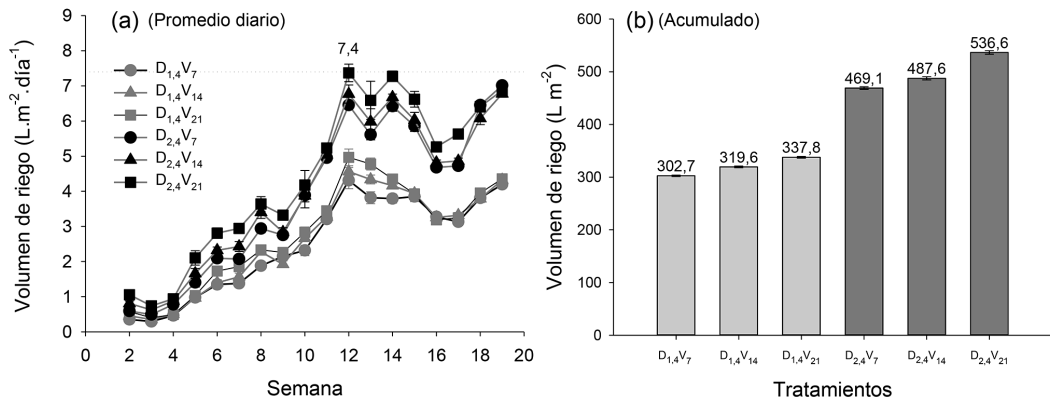 (a) (Promedio diario)
Volumen de riego (L.m⁻²·día⁻¹)
9
8
7
6
5
4
3
2
1
0
7,4
D₁,₄V₇
D₁,₄V₁₄
D₁,₄V₂₁
D₂,₄V₇
D₂,₄V₁₄
D₂,₄V₂₁
0 2 4 6 8 10 12 14 16 18 20
Semana
(b) (Acumulado)
Volumen de riego (L m⁻²)
600
500
400
300
200
100
0
302,7
319,6
337,8
469,1
487,6
536,6
D₁,₄V₇ D₁,₄V₁₄ D₁,₄V₂₁ D₂,₄V₇ D₂,₄V₁₄ D₂,₄V₂₁
Tratamientos